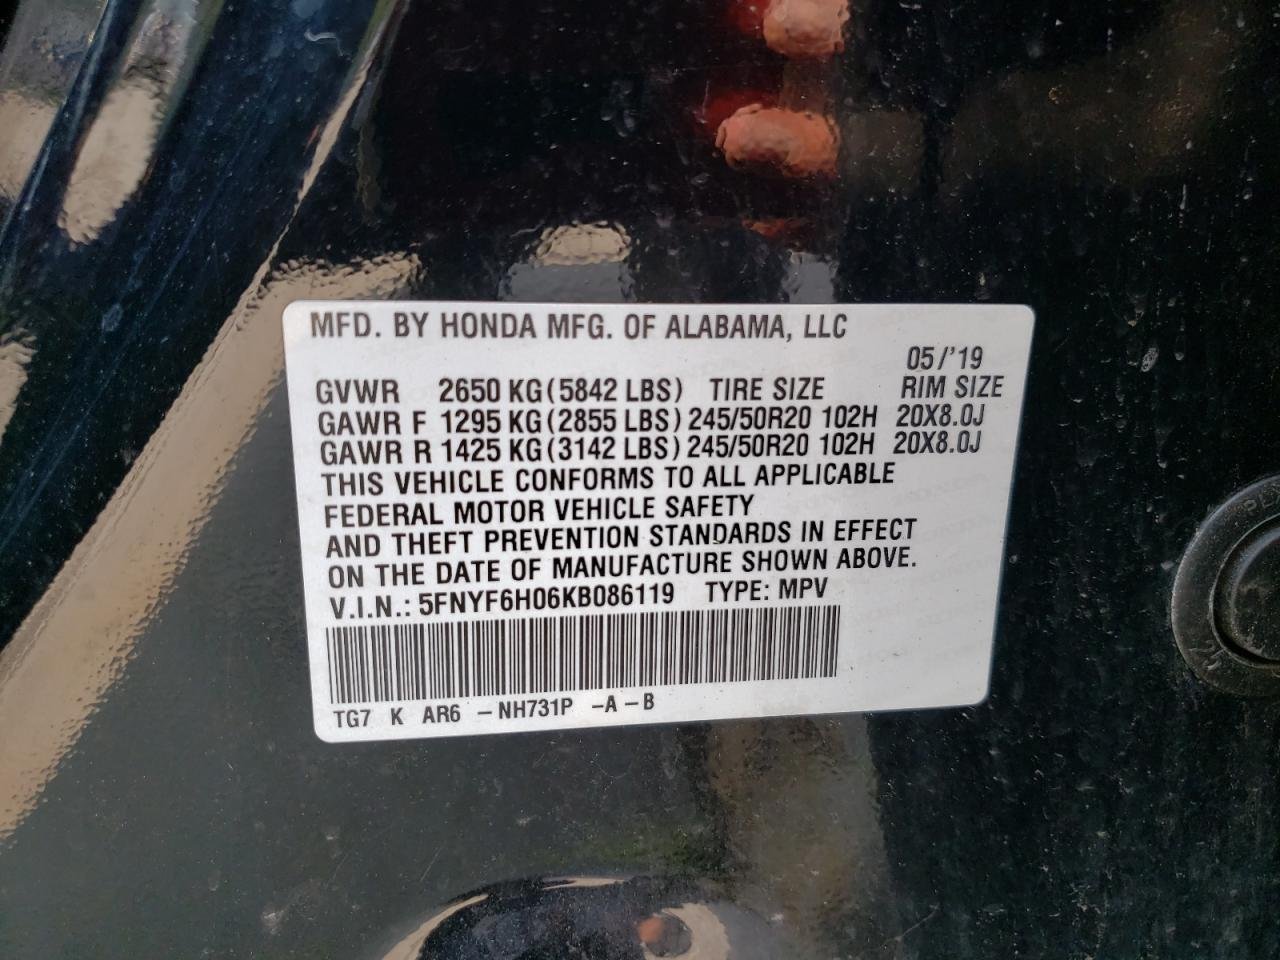 MFD. BY HONDA MFG. OF ALABAMA, LLC
05/'19
GVWR 2650 KG(5842 LBS) TIRE SIZE RIM SIZE
GAWR F 1295 KG(2855 LBS) 245/50R20 102H 20X8.0J
GAWR R 1425 KG(3142 LBS) 245/50R20 102H 20X8.0J
THIS VEHICLE CONFORMS TO ALL APPLICABLE
FEDERAL MOTOR VEHICLE SAFETY
AND THEFT PREVENTION STANDARDS IN EFFECT
ON THE DATE OF MANUFACTURE SHOWN ABOVE.
V.I.N.: 5FNYF6H06KB086119 TYPE: MPV
TG7 K AR6 -NH731P -A-B